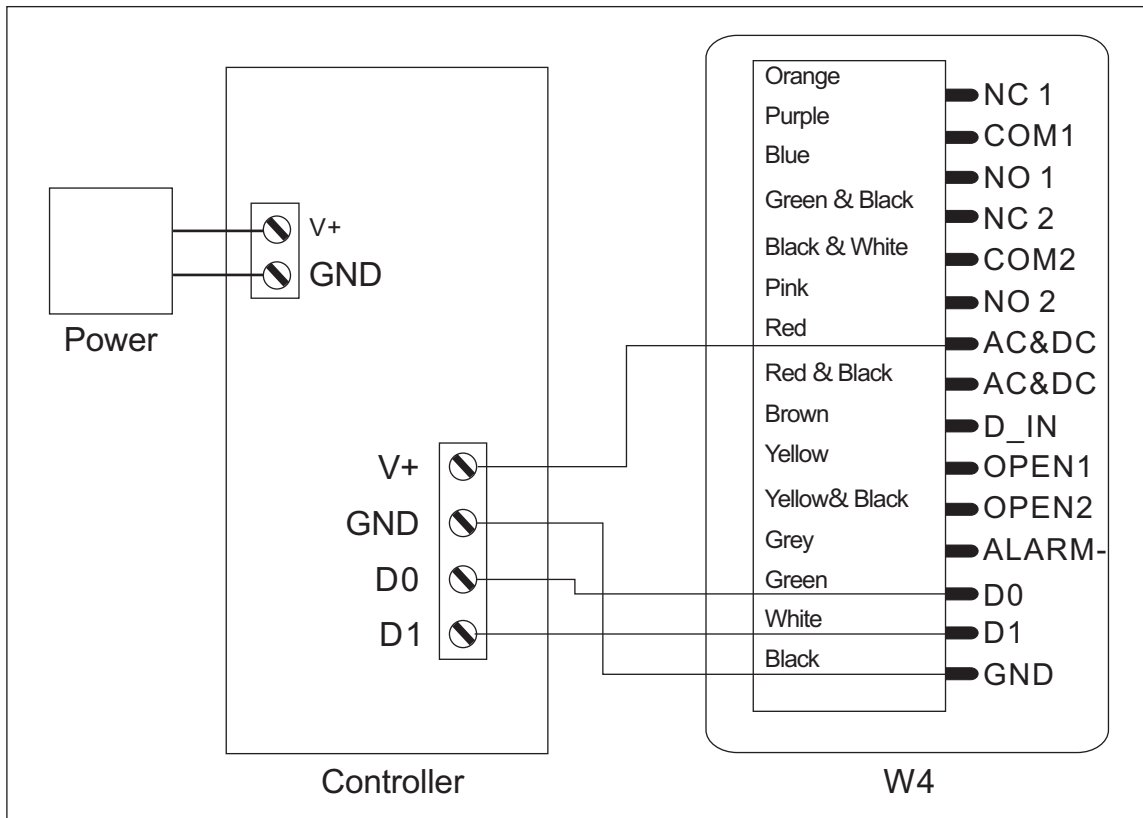 Power
V+
GND
V+
GND
D0
D1
Controller
Orange
NC 1
Purple
COM1
Blue
NO 1
Green & Black
NC 2
Black & White
COM2
Pink
NO 2
Red
AC&DC
Red & Black
AC&DC
Brown
D_IN
Yellow
OPEN1
Yellow& Black
OPEN2
Grey
ALARM-
Green
D0
White
D1
Black
GND
W4